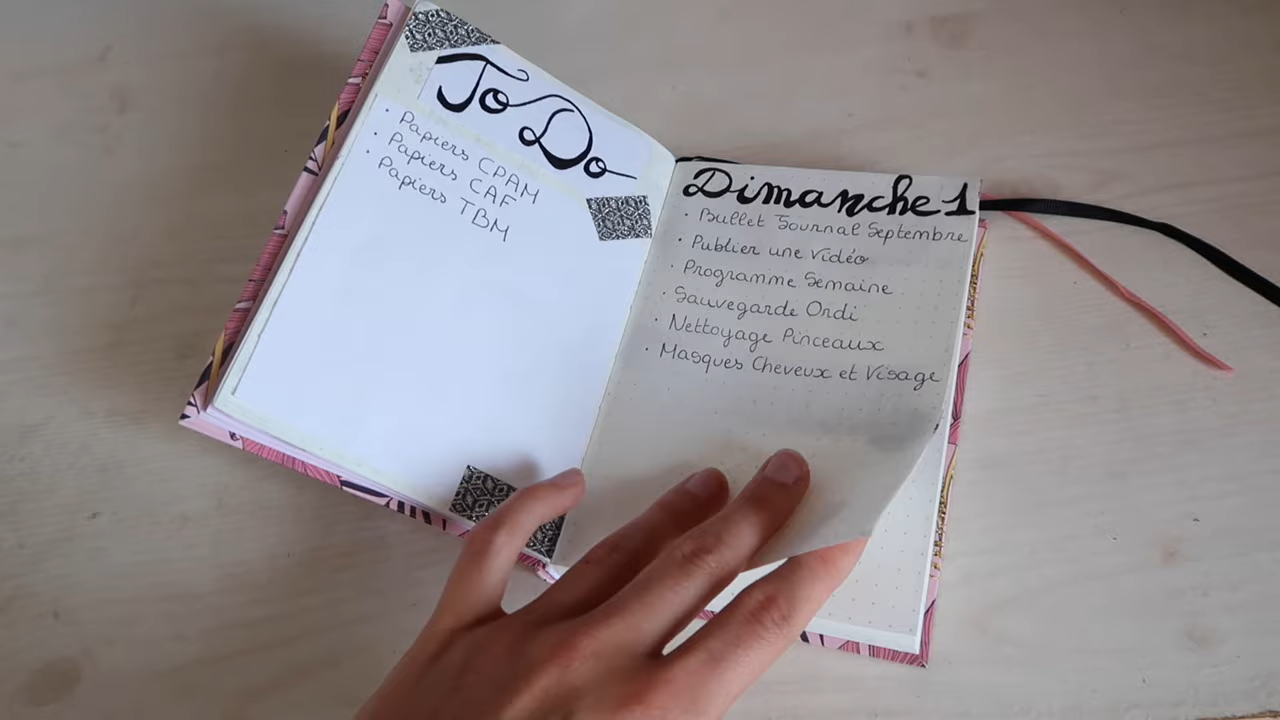 To Do
· Papiers CPAM
· Papiers CAF
· Papiers TBM
Dimanche 1
· Bullet Journal Septembre
· Publier une vidéo
· Programme Semaine
· Sauvegarde Ordi
· Nettoyage Pinceaux
· Masques Cheveux et Visage